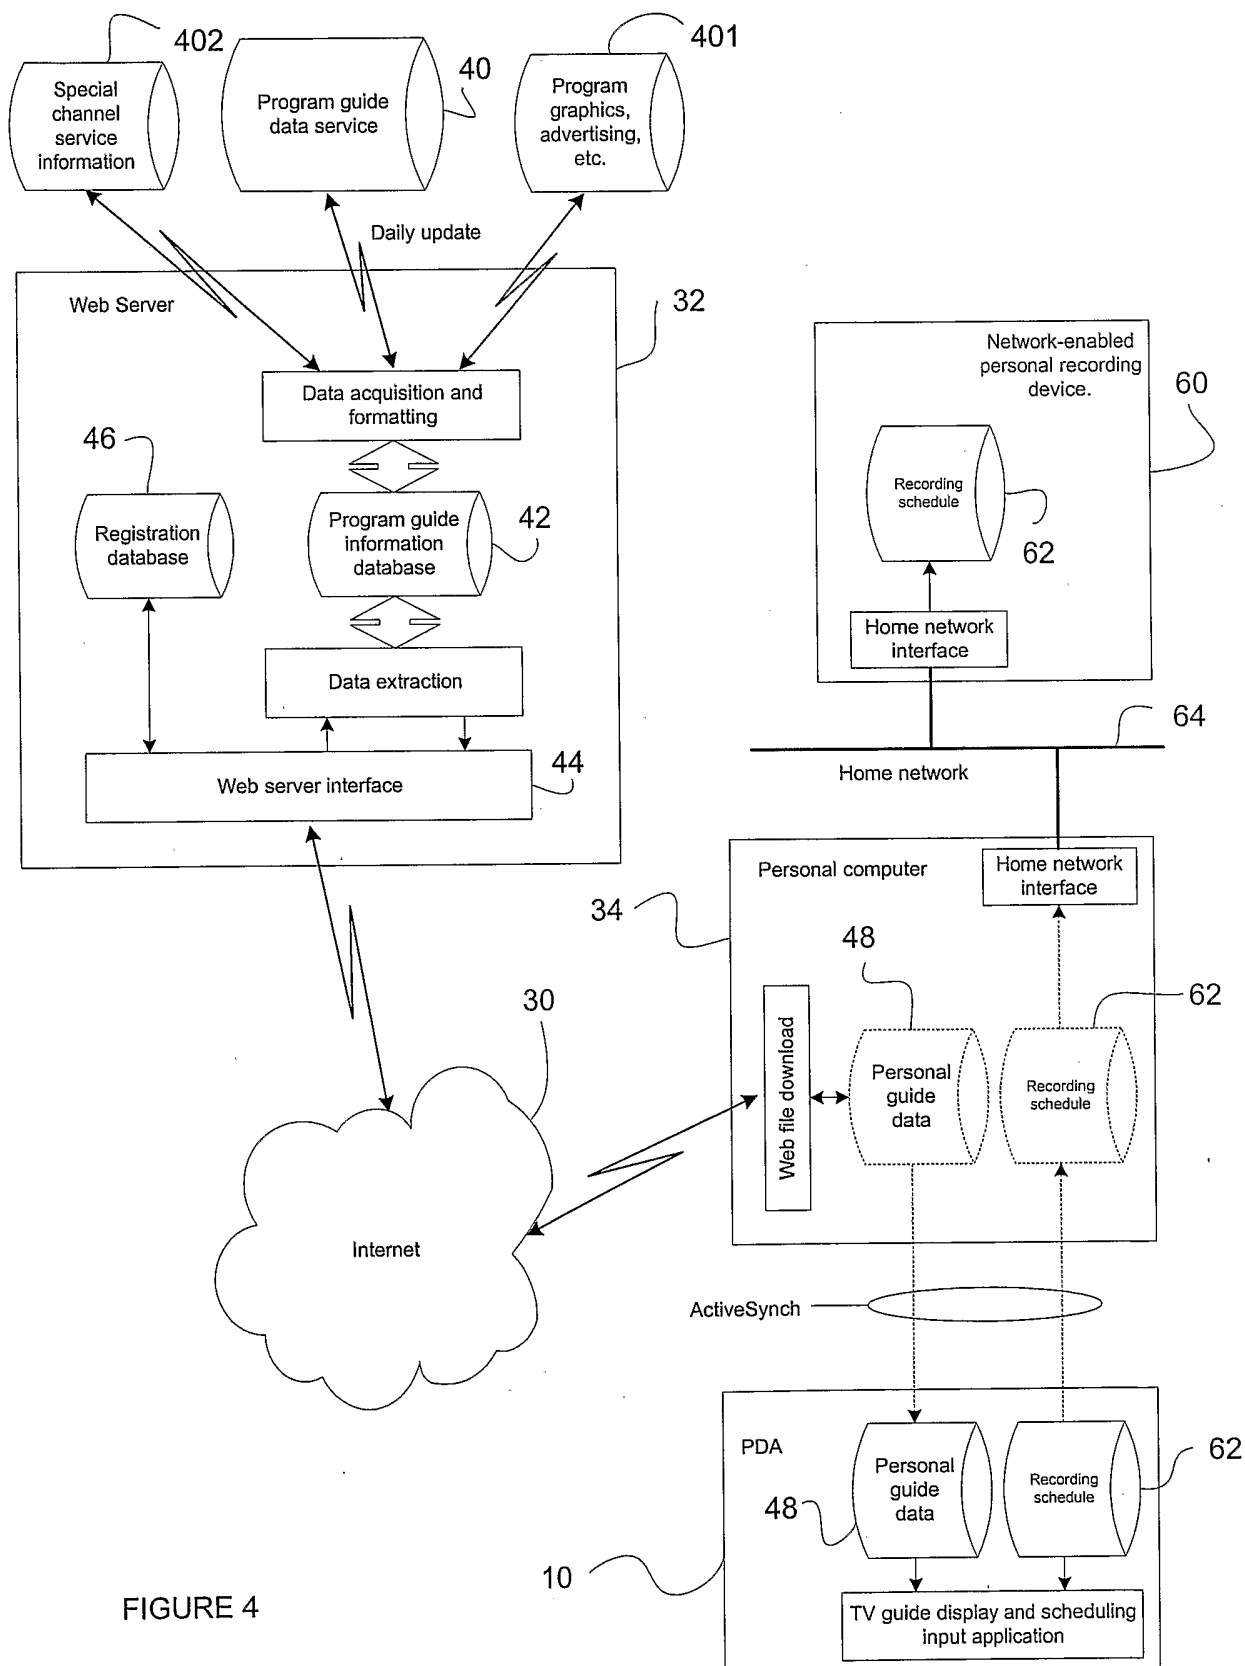 402
Special
channel
service
information
Program guide
data service
40
401
Program
graphics,
advertising,
etc.
Daily update
Web Server
32
Data acquisition and
formatting
46
Registration
database
Program guide
information
database
42
Data extraction
Web server interface
44
Network-enabled
personal recording
device.
60
Recording
schedule
62
Home network
interface
64
Home network
Personal computer
Home network
interface
34
48
62
Web file download
Personal
guide
data
Recording
schedule
30
Internet
ActiveSynch
PDA
Personal
guide
data
48
Recording
schedule
62
10
TV guide display and scheduling
input application
FIGURE 4